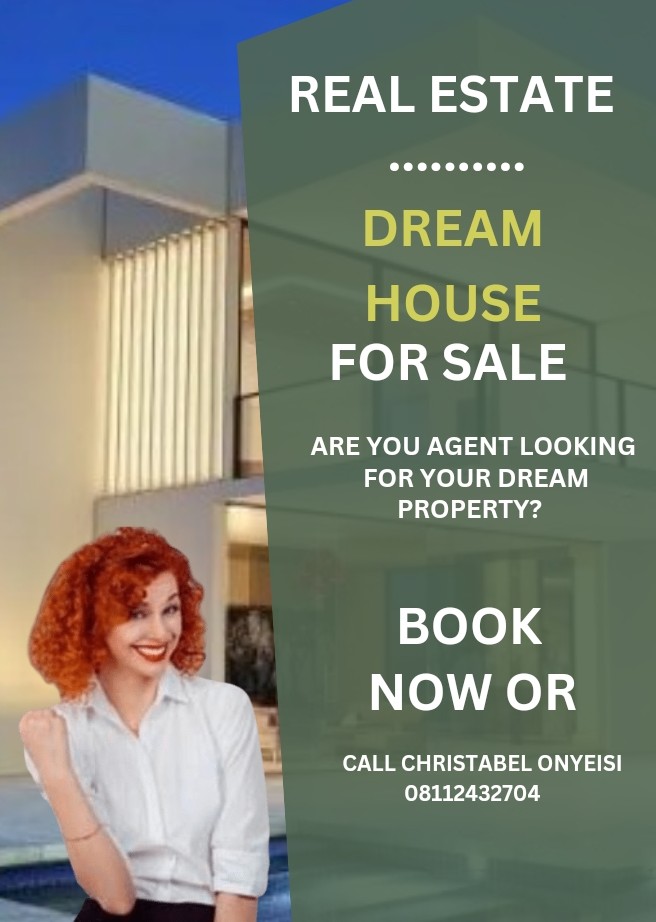 REAL ESTATE
..........
DREAM
HOUSE
FOR SALE
ARE YOU AGENT LOOKING
FOR YOUR DREAM
PROPERTY?
BOOK
NOW OR
CALL CHRISTABEL ONYEISI
08112432704